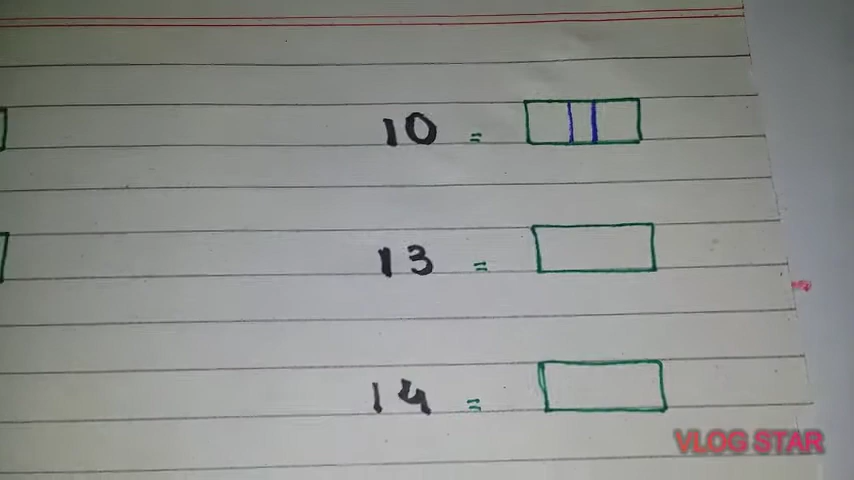 10 = ||
13 =
14 =
VLOG STAR